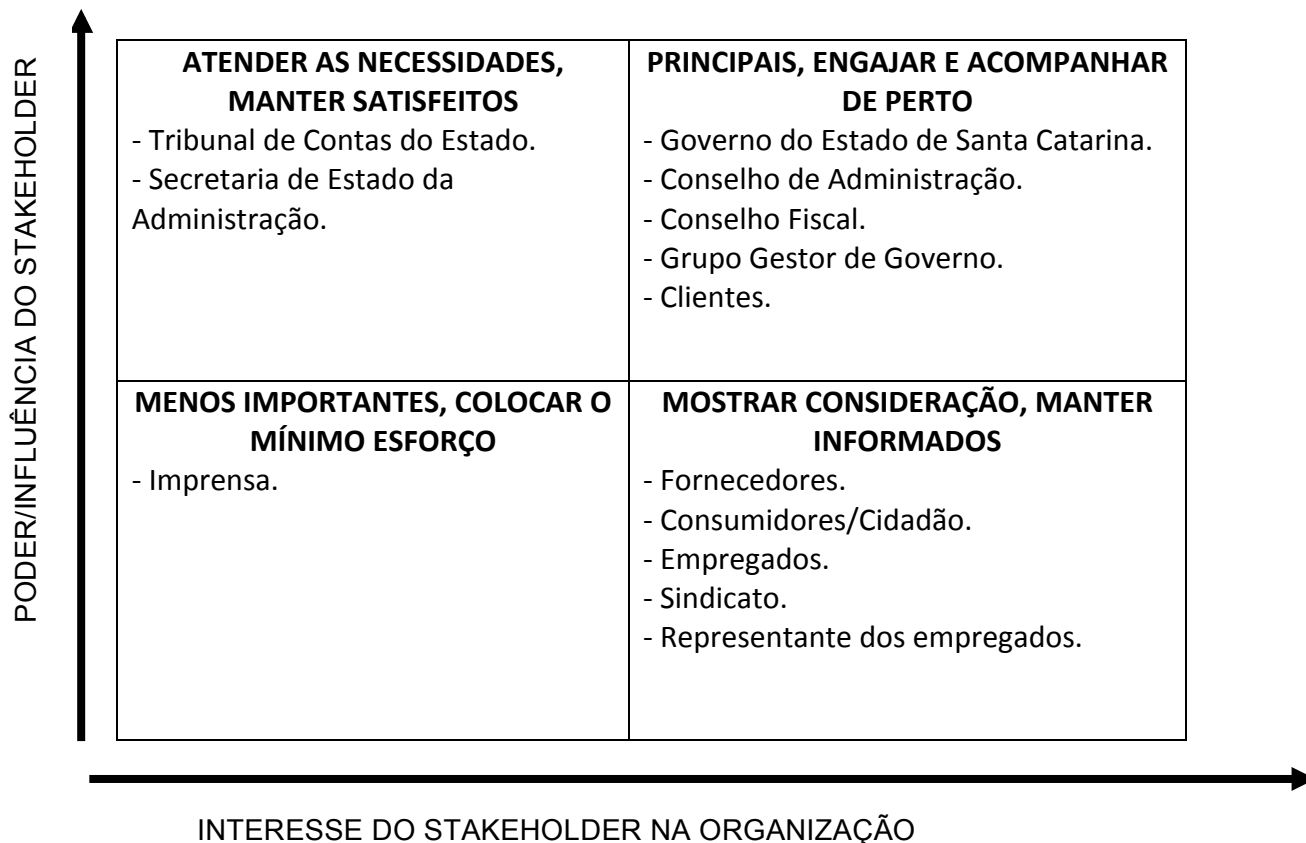 PODER/INFLUÊNCIA DO STAKEHOLDER
ATENDER AS NECESSIDADES,
MANTER SATISFEITOS
- Tribunal de Contas do Estado.
- Secretaria de Estado da
Administração.
PRINCIPAIS, ENGAJAR E ACOMPANHAR
DE PERTO
- Governo do Estado de Santa Catarina.
- Conselho de Administração.
- Conselho Fiscal.
- Grupo Gestor de Governo.
- Clientes.
MENOS IMPORTANTES, COLOCAR O
MÍNIMO ESFORÇO
- Imprensa.
MOSTRAR CONSIDERAÇÃO, MANTER
INFORMADOS
- Fornecedores.
- Consumidores/Cidadão.
- Empregados.
- Sindicato.
- Representante dos empregados.
INTERESSE DO STAKEHOLDER NA ORGANIZAÇÃO